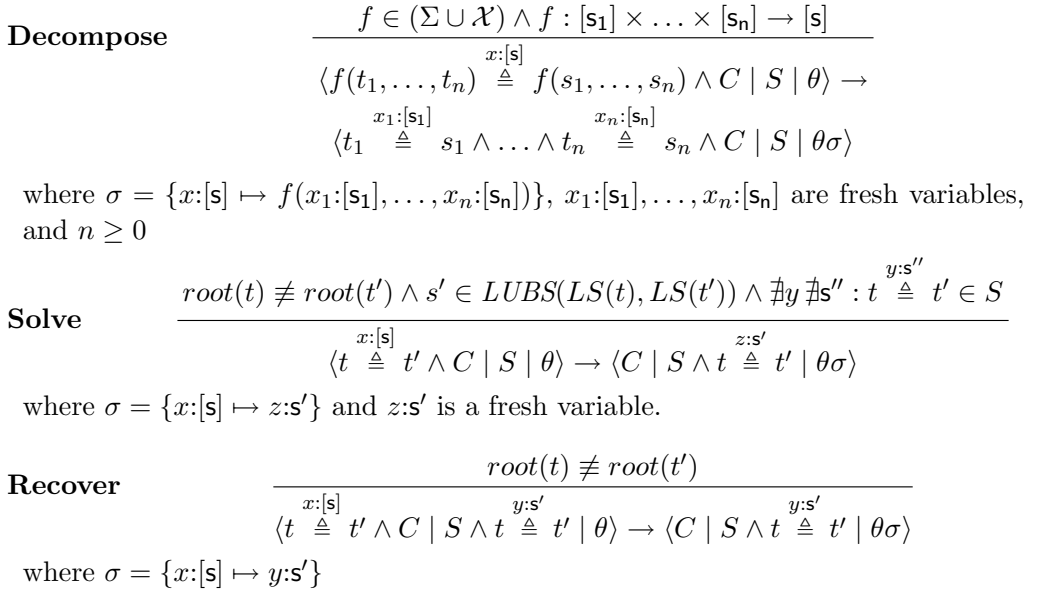 Decompose f ∈ (Σ ∪ 𝒳) ∧ f : [s₁] × … × [sₙ] → [s]
x:[s]
⟨f(t₁, …, tₙ) ≜ f(s₁, …, sₙ) ∧ C | S | θ⟩ →
x₁:[s₁] xₙ:[sₙ]
⟨t₁ ≜ s₁ ∧ … ∧ tₙ ≜ sₙ ∧ C | S | θσ⟩
where σ = {x:[s] ↦ f(x₁:[s₁], …, xₙ:[sₙ])}, x₁:[s₁], …, xₙ:[sₙ] are fresh variables,
and n ≥ 0
y:s″
Solve root(t) ≢ root(t′) ∧ s′ ∈ LUBS(LS(t), LS(t′)) ∧ ∄y ∄s″ : t ≜ t′ ∈ S
x:[s] z:s′
⟨t ≜ t′ ∧ C | S | θ⟩ → ⟨C | S ∧ t ≜ t′ | θσ⟩
where σ = {x:[s] ↦ z:s′} and z:s′ is a fresh variable.
Recover root(t) ≢ root(t′)
x:[s] y:s′ y:s′
⟨t ≜ t′ ∧ C | S ∧ t ≜ t′ | θ⟩ → ⟨C | S ∧ t ≜ t′ | θσ⟩
where σ = {x:[s] ↦ y:s′}